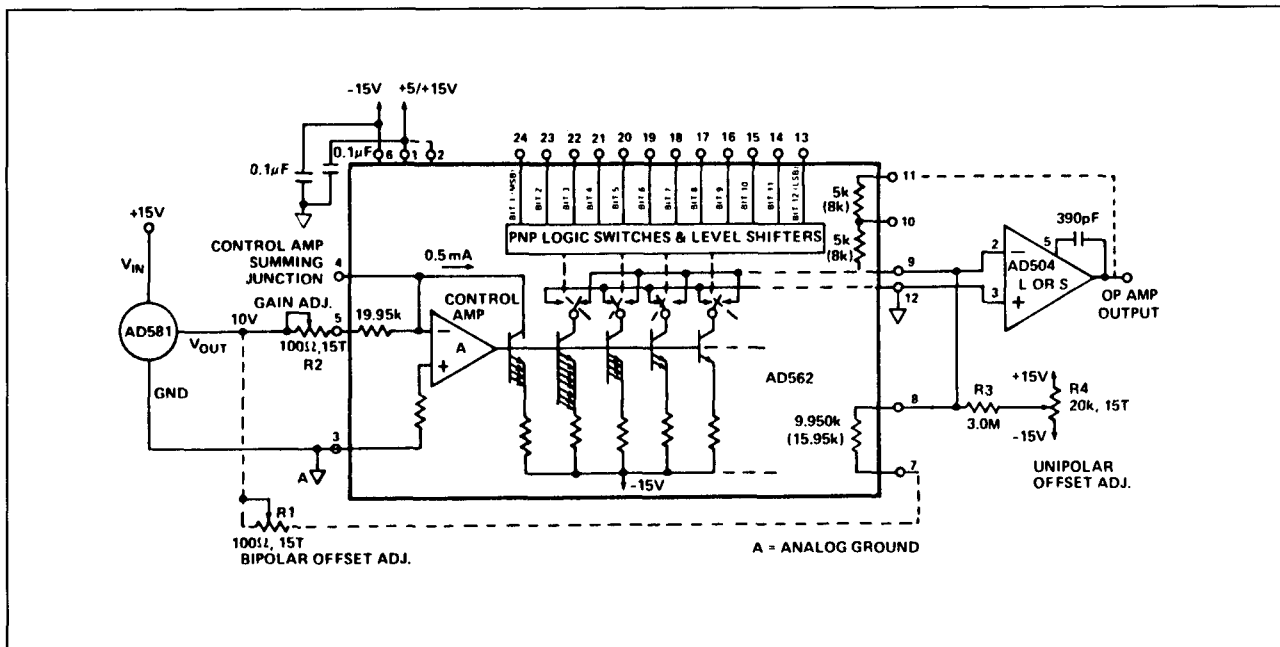 -15V +5/+15V
0.1µF
0.1µF
6 1 2
24 23 22 21 20 19 18 17 16 15 14 13
BIT 1 (MSB)
BIT 2
BIT 3
BIT 4
BIT 5
BIT 6
BIT 7
BIT 8
BIT 9
BIT 10
BIT 11
BIT 12 (LSB)
PNP LOGIC SWITCHES & LEVEL SHIFTERS
5k
(8k)
5k
(8k)
11
10
9
12
390pF
2
5
AD504
L OR S
3
OP AMP
OUTPUT
+15V
VIN
CONTROL AMP
SUMMING
JUNCTION
4
0.5mA
CONTROL
AMP
GAIN ADJ.
10V
5
19.95k
AD581
VOUT
100Ω, 15T
R2
A
GND
3
A
AD562
-15V
9.950k
(15.95k)
8
7
R3
3.0M
+15V
R4
20k, 15T
-15V
UNIPOLAR
OFFSET ADJ.
R1
100Ω, 15T
BIPOLAR OFFSET ADJ.
A = ANALOG GROUND